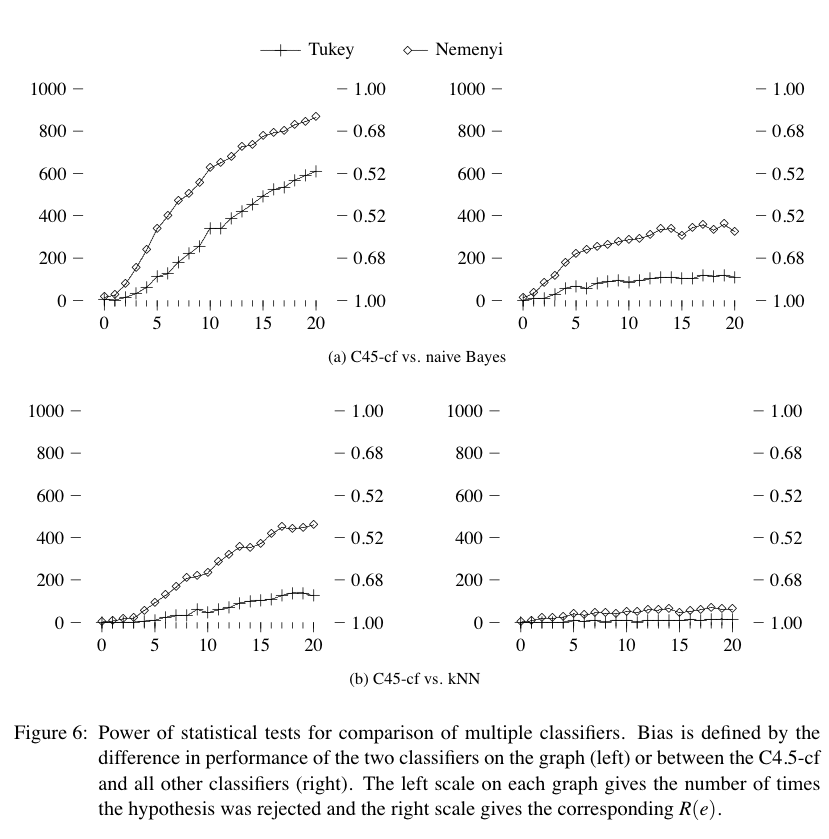 Tukey Nemenyi
1000 1.00 1000 1.00
800 0.68 800 0.68
600 0.52 600 0.52
400 0.52 400 0.52
200 0.68 200 0.68
0 1.00 0 1.00
0 5 10 15 20 0 5 10 15 20
(a) C45-cf vs. naive Bayes
1000 1.00 1000 1.00
800 0.68 800 0.68
600 0.52 600 0.52
400 0.52 400 0.52
200 0.68 200 0.68
0 1.00 0 1.00
0 5 10 15 20 0 5 10 15 20
(b) C45-cf vs. kNN
Figure 6: Power of statistical tests for comparison of multiple classifiers. Bias is defined by the
difference in performance of the two classifiers on the graph (left) or between the C4.5-cf
and all other classifiers (right). The left scale on each graph gives the number of times
the hypothesis was rejected and the right scale gives the corresponding R(e).